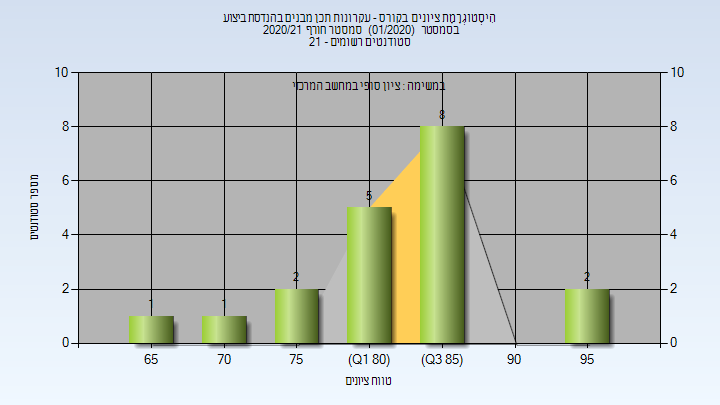 היסטוגרמת ציונים בקורס - עקרונות תכן מבנים בהנדסת ביצוע
בסמסטר (01/2020) סמסטר חורף 2020/21
סטודנטים רשומים - 21
במשימה : ציון סופי במחשב המרכזי
10 10
8 8
6 6
4 4
2 2
0 0
1 1 2 5 8 2
65 70 75 (Q1 80) (Q3 85) 90 95
מספר סטודנטים
טווח ציונים